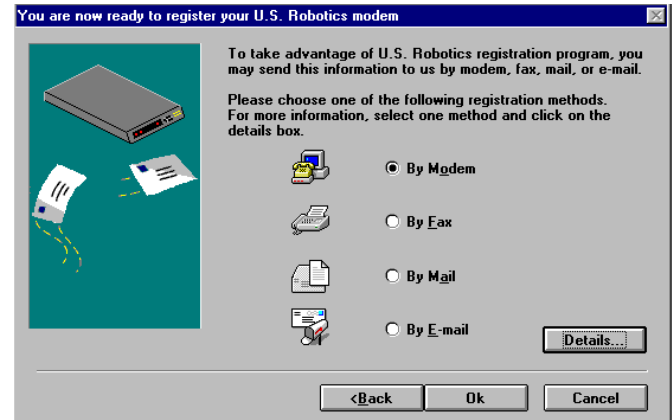 You are now ready to register your U.S. Robotics modem
To take advantage of U.S. Robotics registration program, you
may send this information to us by modem, fax, mail, or e-mail.
Please choose one of the following registration methods.
For more information, select one method and click on the
details box.
By Modem
By Fax
By Mail
By E-mail
Details...
<Back
Ok
Cancel